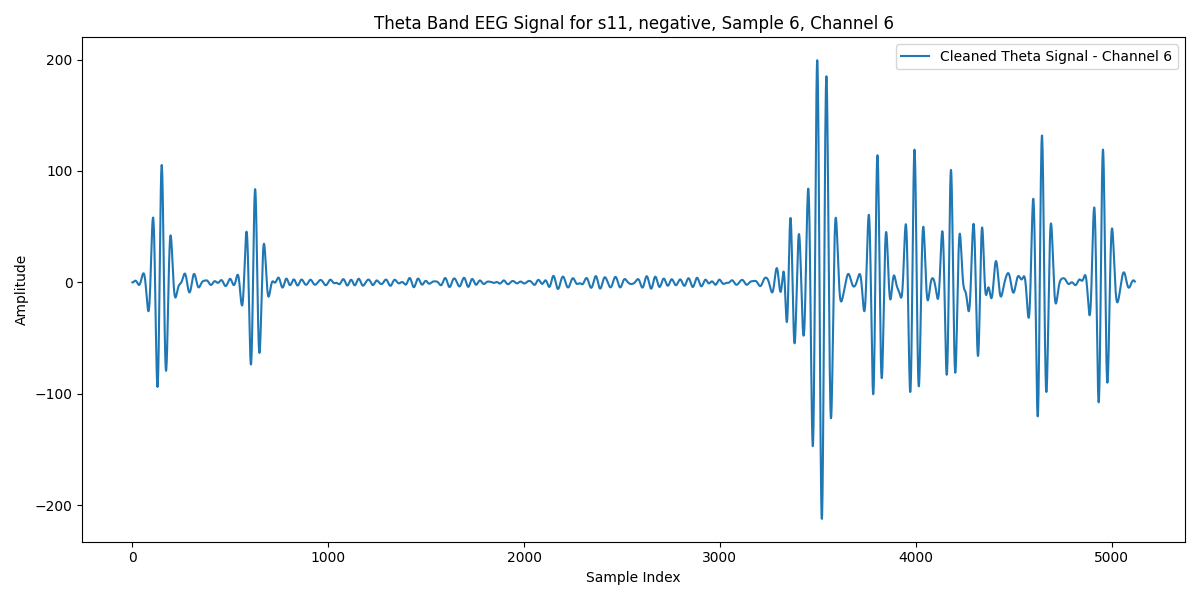 Theta Band EEG Signal for s11, negative, Sample 6, Channel 6
Cleaned Theta Signal - Channel 6
Amplitude
200
100
0
−100
−200
0 1000 2000 3000 4000 5000
Sample Index